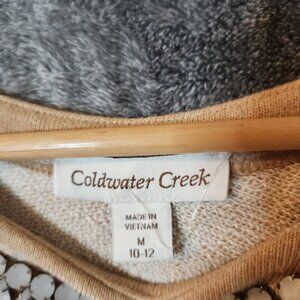 Coldwater Creek
MADE IN
VIETNAM
M
10-12